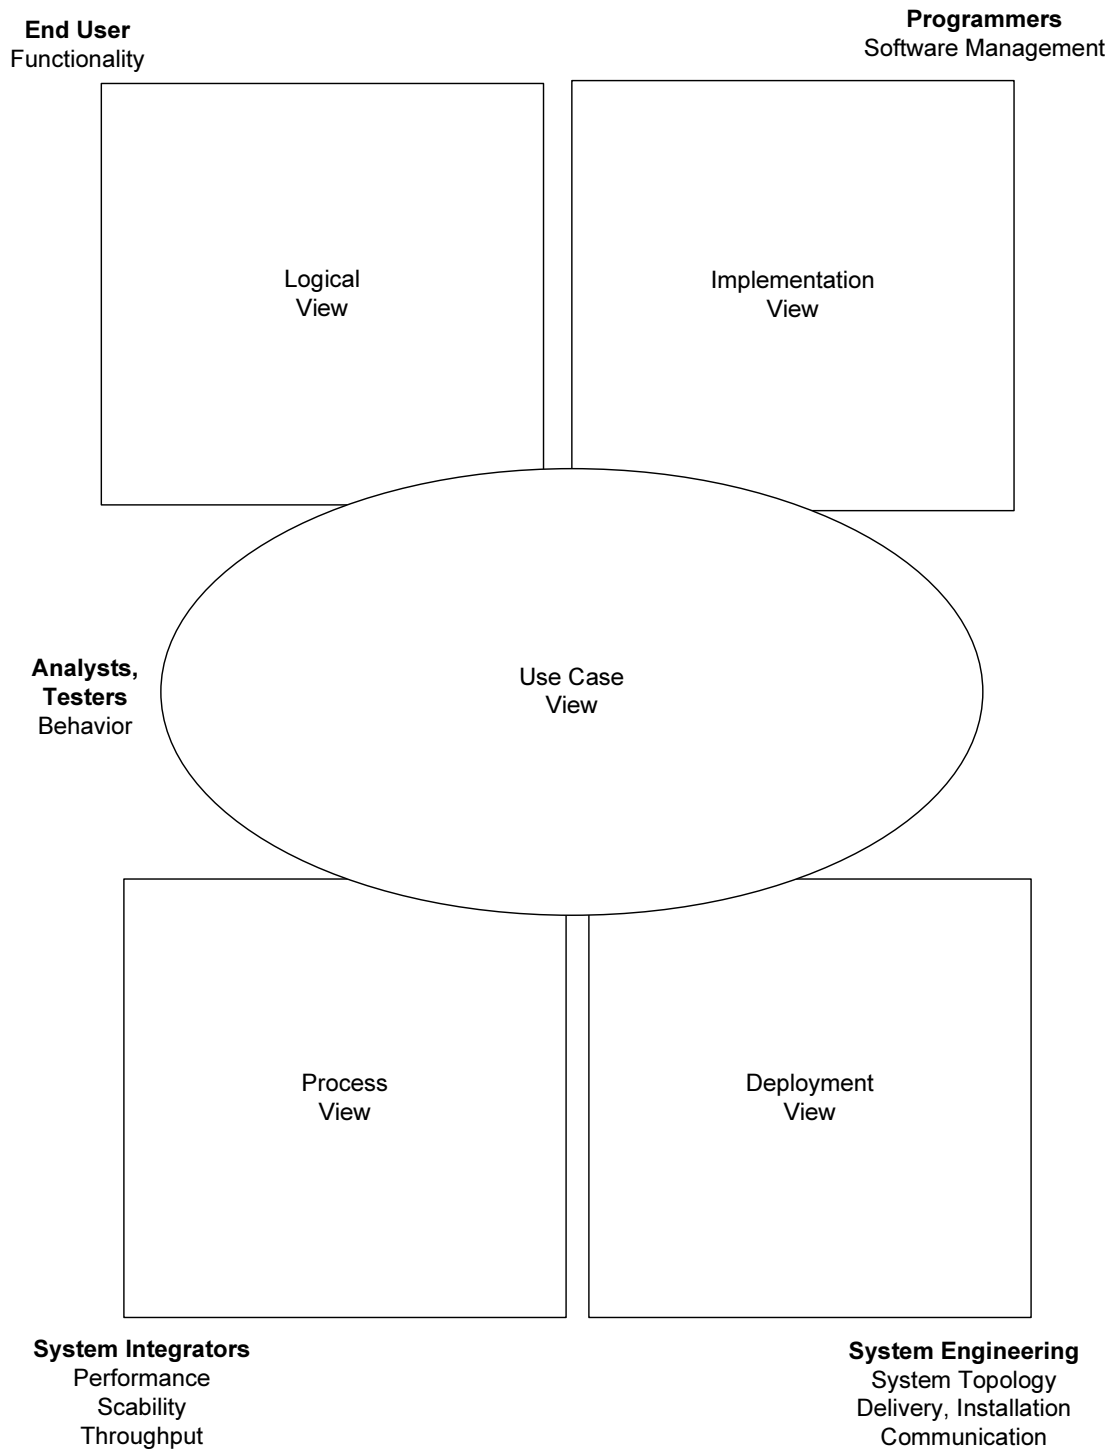 End User
Functionality
Programmers
Software Management
Logical
View
Implementation
View
Analysts,
Testers
Behavior
Use Case
View
Process
View
Deployment
View
System Integrators
Performance
Scability
Throughput
System Engineering
System Topology
Delivery, Installation
Communication